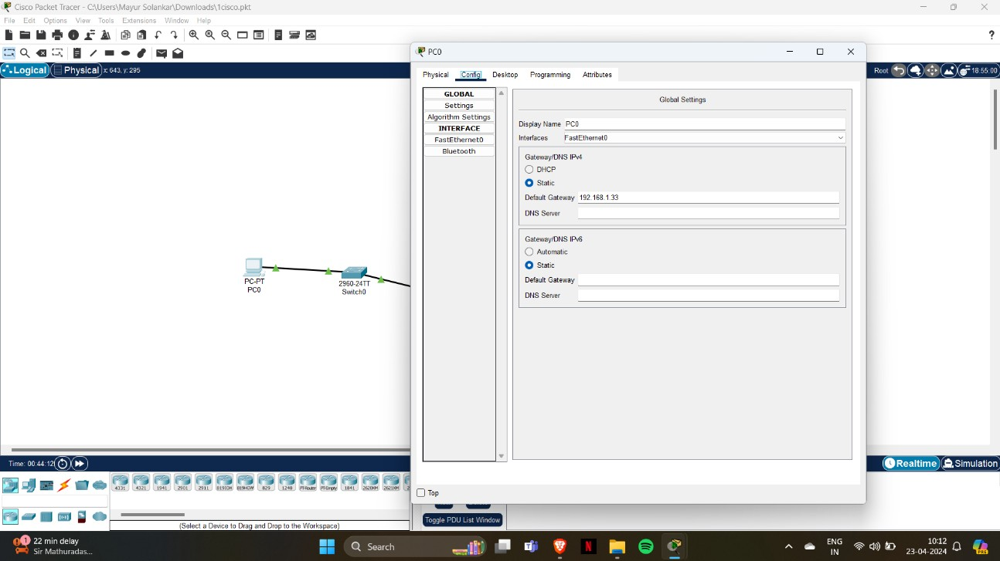 Cisco Packet Tracer - C:\Users\Mayur Solankar\Downloads\1cisco.pkt
File Edit Options View Tools Extensions Window Help
?
Logical Physical x: 643, y: 295
Root 18:55:00
PC0
Physical Config Desktop Programming Attributes
GLOBAL
Settings
Algorithm Settings
INTERFACE
FastEthernet0
Bluetooth
Global Settings
Display Name PC0
Interfaces FastEthernet0
Gateway/DNS IPv4
DHCP
Static
Default Gateway 192.168.1.33
DNS Server
Gateway/DNS IPv6
Automatic
Static
Default Gateway
DNS Server
Top
PC-PT
PC0
2960-24TT
Switch0
Time: 00:44:12
Realtime Simulation
4331 4321 1941 2901 2911 819IOX 819HGW 829 1240 PT-Router PT-Empty 1841 2620XM 2621XM
(Select a Device to Drag and Drop to the Workspace)
Toggle PDU List Window
1
22 min delay
Sir Mathuradas...
Search
ENG
IN
10:12
23-04-2024
PRE